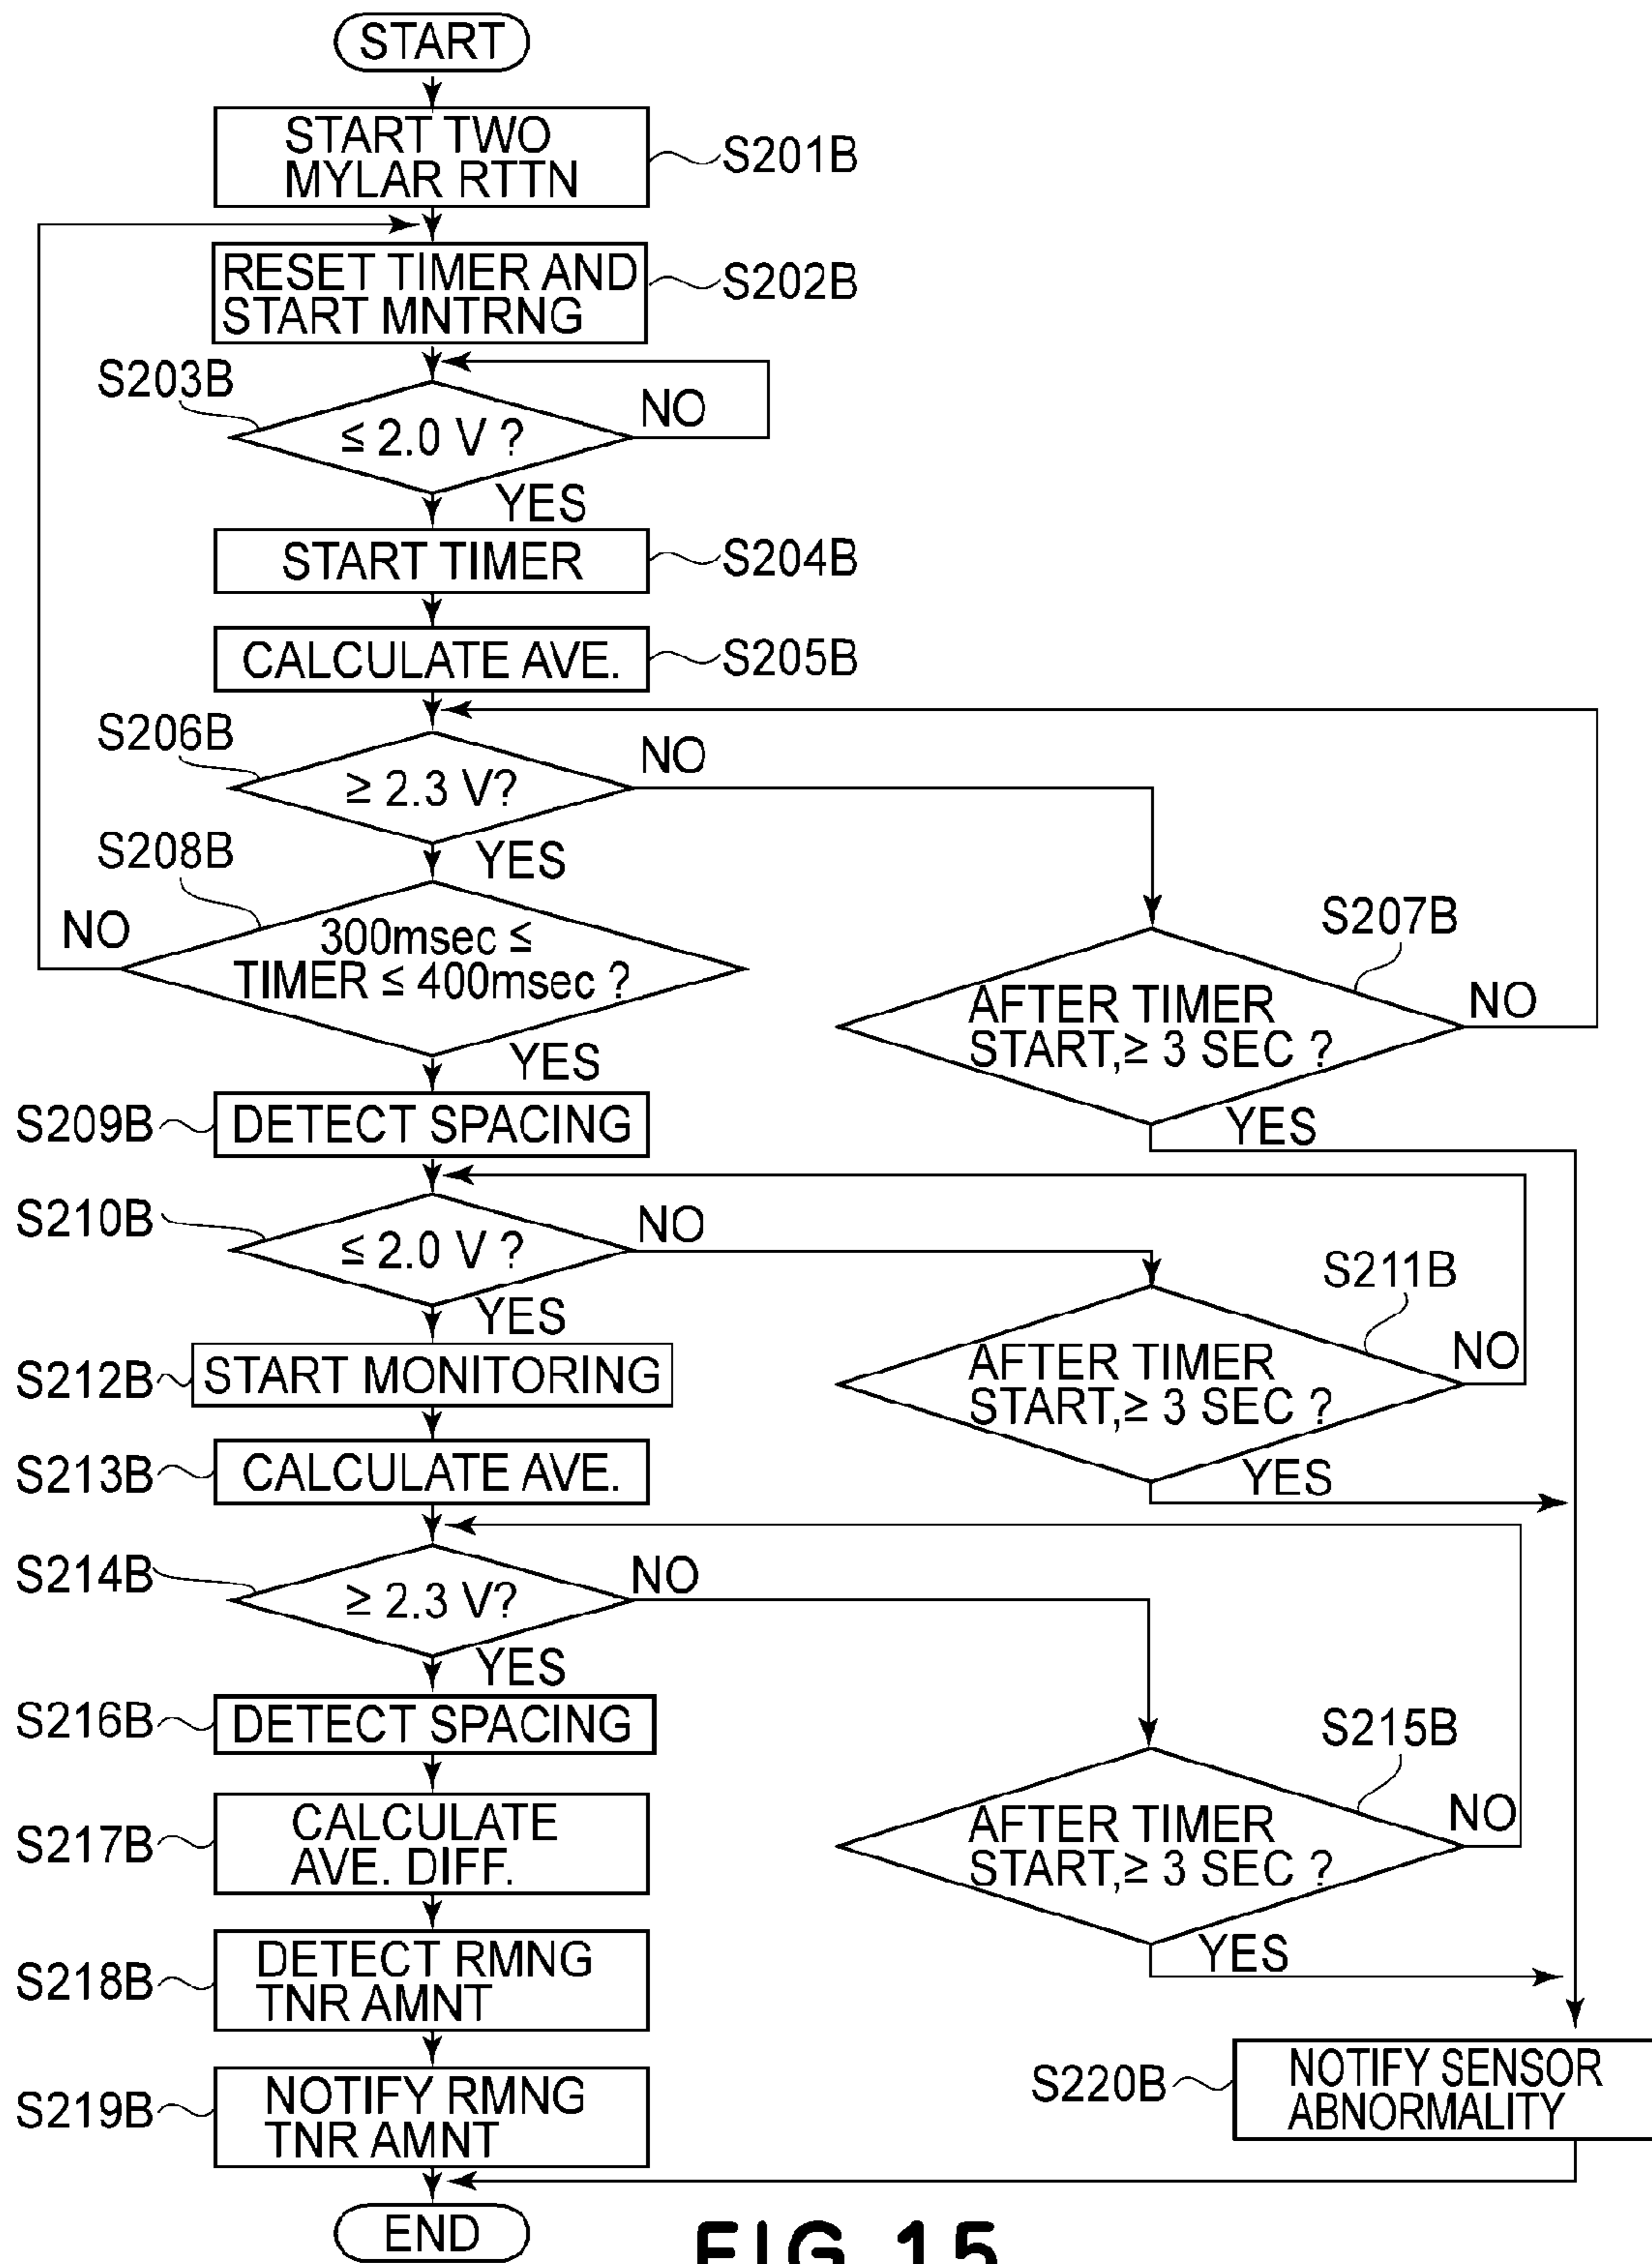 START
START TWO
MYLAR RTTN
S201B
RESET TIMER AND
START MNTRNG
S202B
S203B
≤ 2.0 V ?
NO
YES
START TIMER
S204B
CALCULATE AVE.
S205B
S206B
≥ 2.3 V?
NO
YES
S208B
NO
300msec ≤
TIMER ≤ 400msec ?
YES
S207B
AFTER TIMER
START,≥ 3 SEC ?
NO
YES
S209B
DETECT SPACING
S210B
≤ 2.0 V ?
NO
YES
S211B
AFTER TIMER
START,≥ 3 SEC ?
NO
YES
S212B
START MONITORING
S213B
CALCULATE AVE.
S214B
≥ 2.3 V?
NO
YES
S215B
AFTER TIMER
START,≥ 3 SEC ?
NO
YES
S216B
DETECT SPACING
S217B
CALCULATE
AVE. DIFF.
S218B
DETECT RMNG
TNR AMNT
S219B
NOTIFY RMNG
TNR AMNT
S220B
NOTIFY SENSOR
ABNORMALITY
END
FIG.15